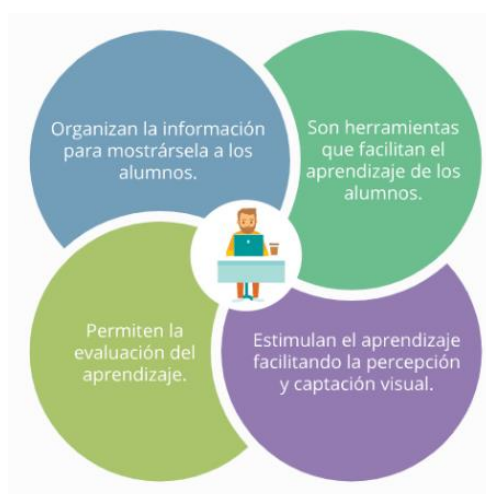 Organizan la información
para mostrársela a los
alumnos.
Son herramientas
que facilitan el
aprendizaje de los
alumnos.
Permiten la
evaluación del
aprendizaje.
Estimulan el aprendizaje
facilitando la percepción
y captación visual.